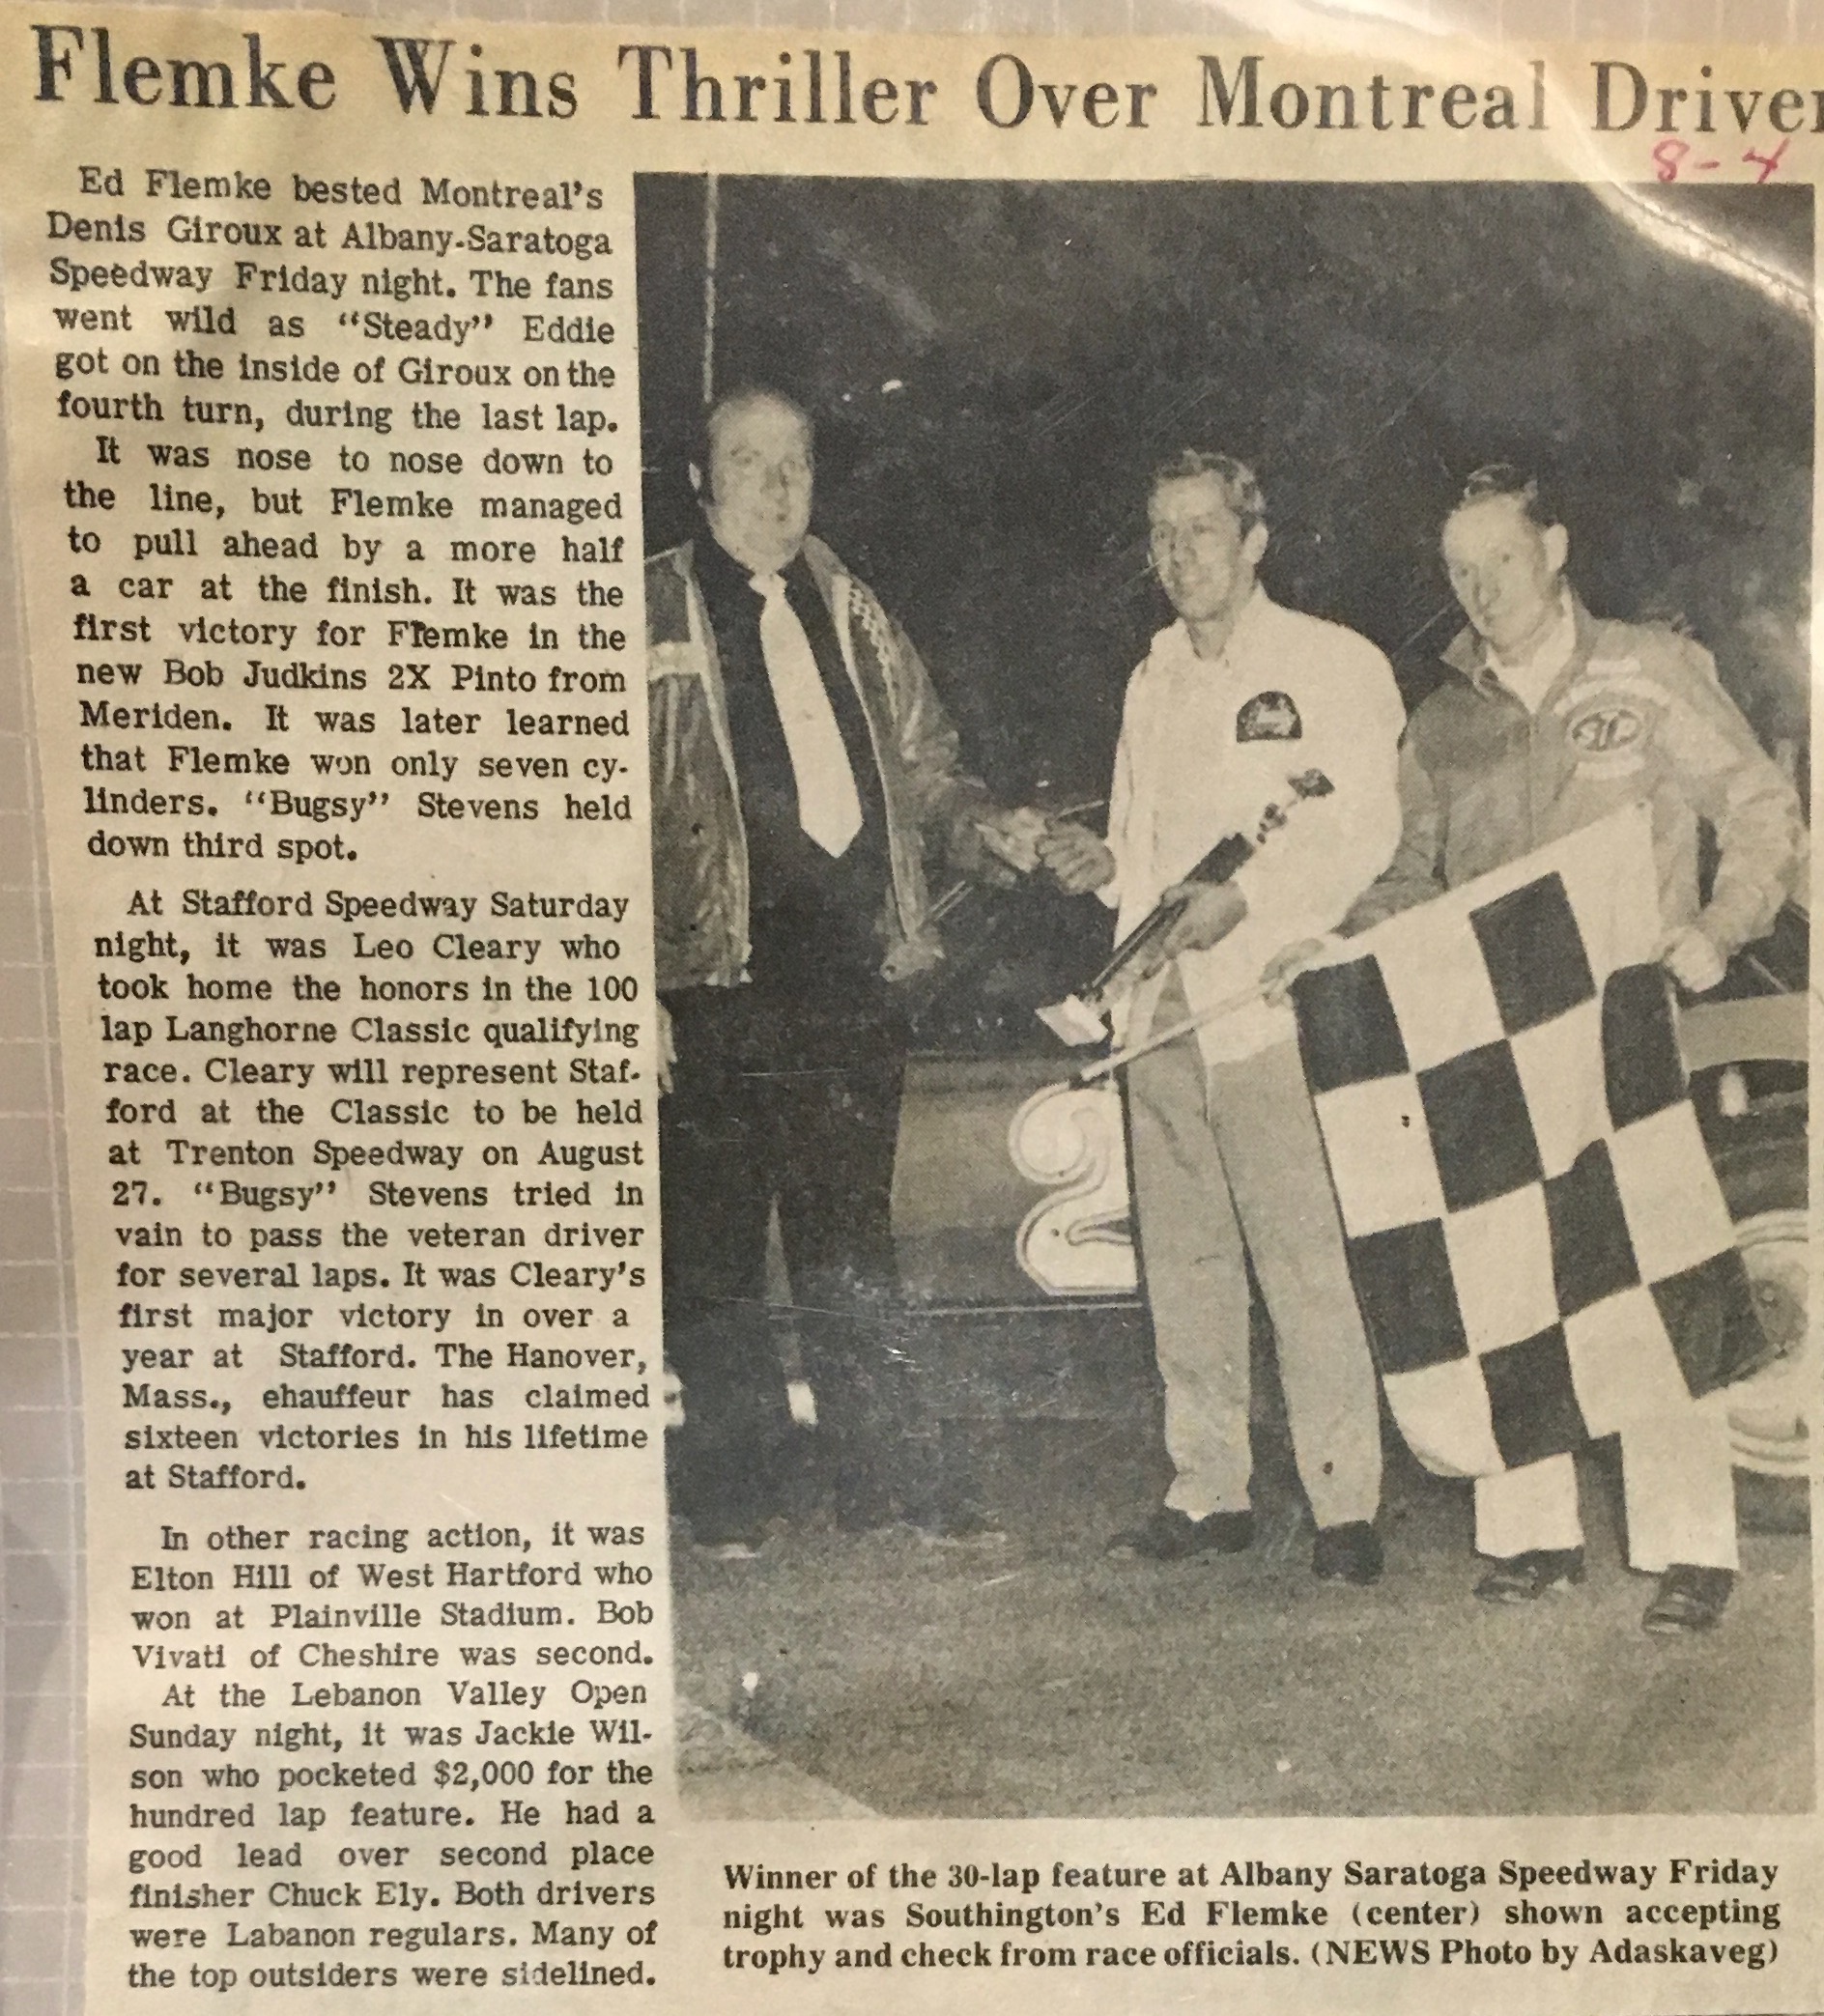 Flemke Wins Thriller Over Montreal Driver
8-4
Ed Flemke bested Montreal's
Denis Giroux at Albany-Saratoga
Speedway Friday night. The fans
went wild as "Steady" Eddie
got on the inside of Giroux on the
fourth turn, during the last lap.
It was nose to nose down to
the line, but Flemke managed
to pull ahead by a more half
a car at the finish. It was the
first victory for Flemke in the
new Bob Judkins 2X Pinto from
Meriden. It was later learned
that Flemke won only seven cy-
linders. "Bugsy" Stevens held
down third spot.
At Stafford Speedway Saturday
night, it was Leo Cleary who
took home the honors in the 100
lap Langhorne Classic qualifying
race. Cleary will represent Staf-
ford at the Classic to be held
at Trenton Speedway on August
27. "Bugsy" Stevens tried in
vain to pass the veteran driver
for several laps. It was Cleary's
first major victory in over a
year at Stafford. The Hanover,
Mass., ehauffeur has claimed
sixteen victories in his lifetime
at Stafford.
In other racing action, it was
Elton Hill of West Hartford who
won at Plainville Stadium. Bob
Vivati of Cheshire was second.
At the Lebanon Valley Open
Sunday night, it was Jackie Wil-
son who pocketed $2,000 for the
hundred lap feature. He had a
good lead over second place
finisher Chuck Ely. Both drivers
were Labanon regulars. Many of
the top outsiders were sidelined.
STP
2
Winner of the 30-lap feature at Albany Saratoga Speedway Friday
night was Southington's Ed Flemke (center) shown accepting
trophy and check from race officials. (NEWS Photo by Adaskaveg)